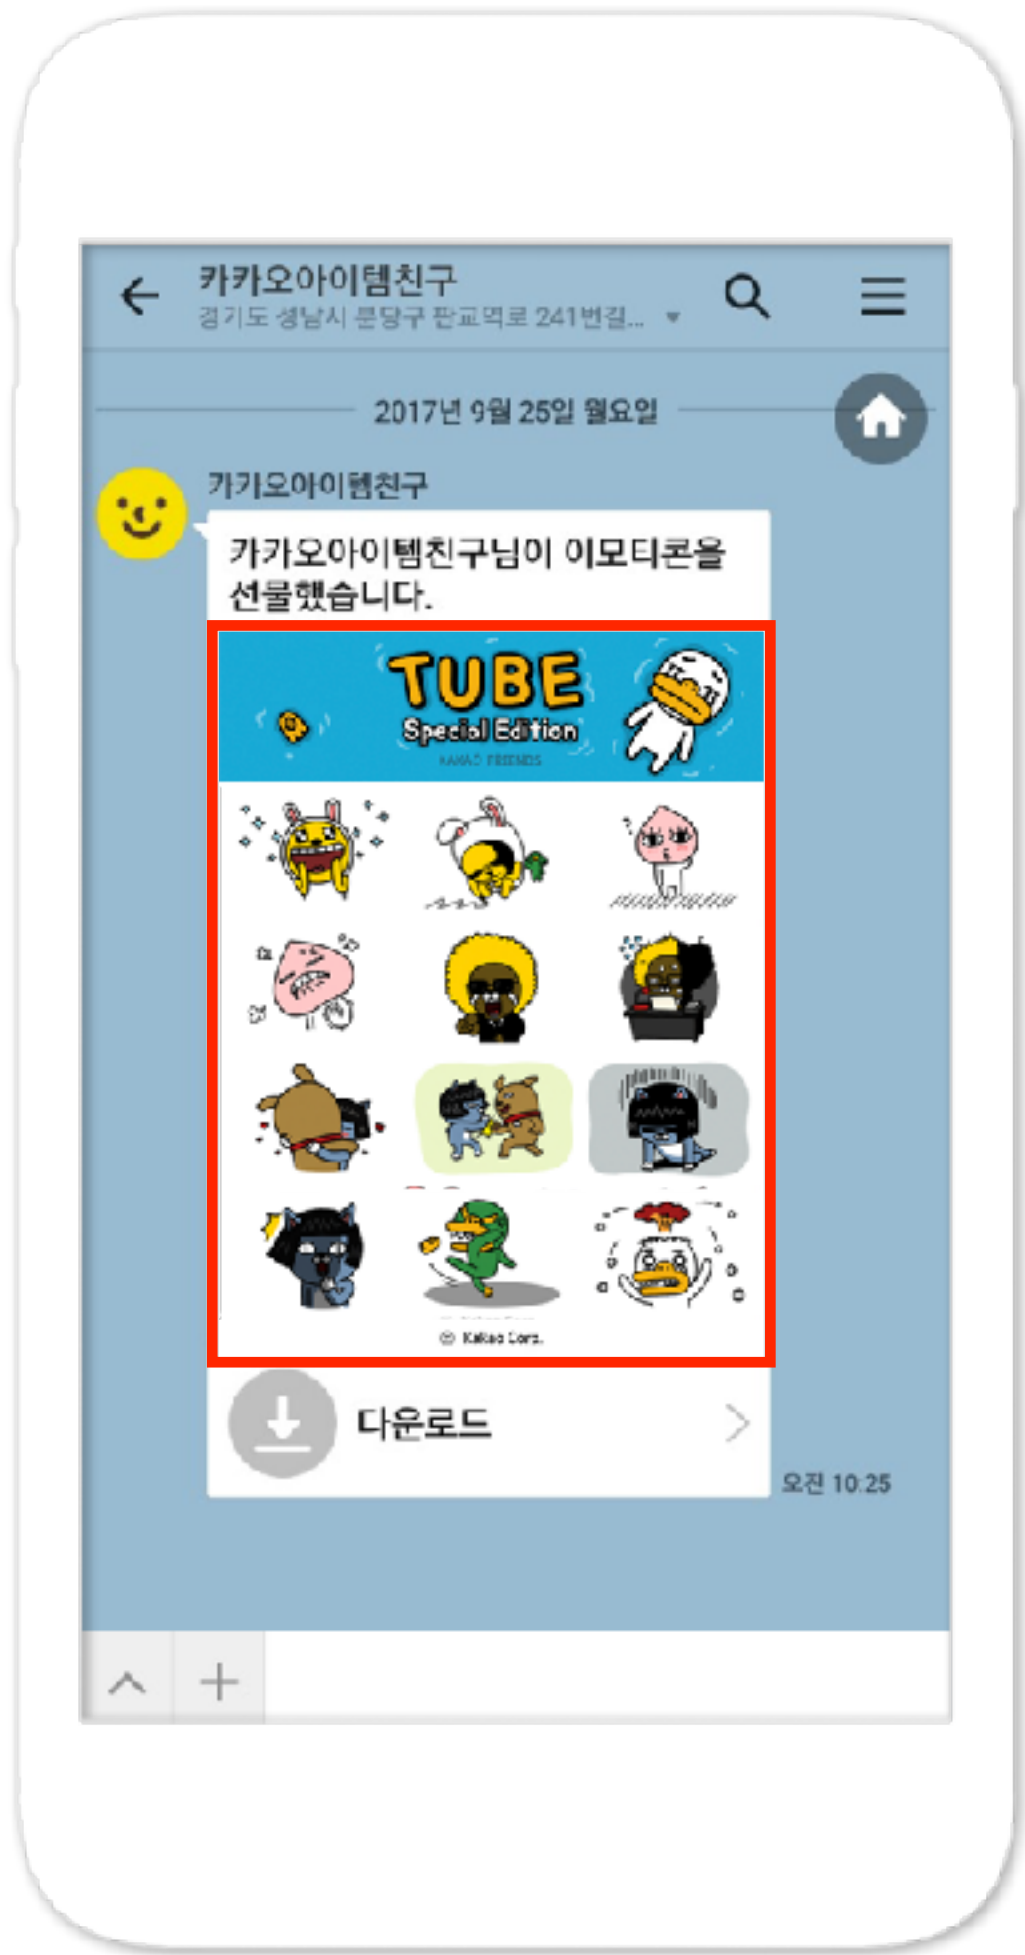 카카오아이템친구
경기도 성남시 분당구 판교역로 241번길...
2017년 9월 25일 월요일
카카오아이템친구
카카오아이템친구님이 이모티콘을
선물했습니다.
TUBE
Special Edition
KAKAO FRIENDS
ⓒ Kakao Corp.
다운로드
오전 10:25